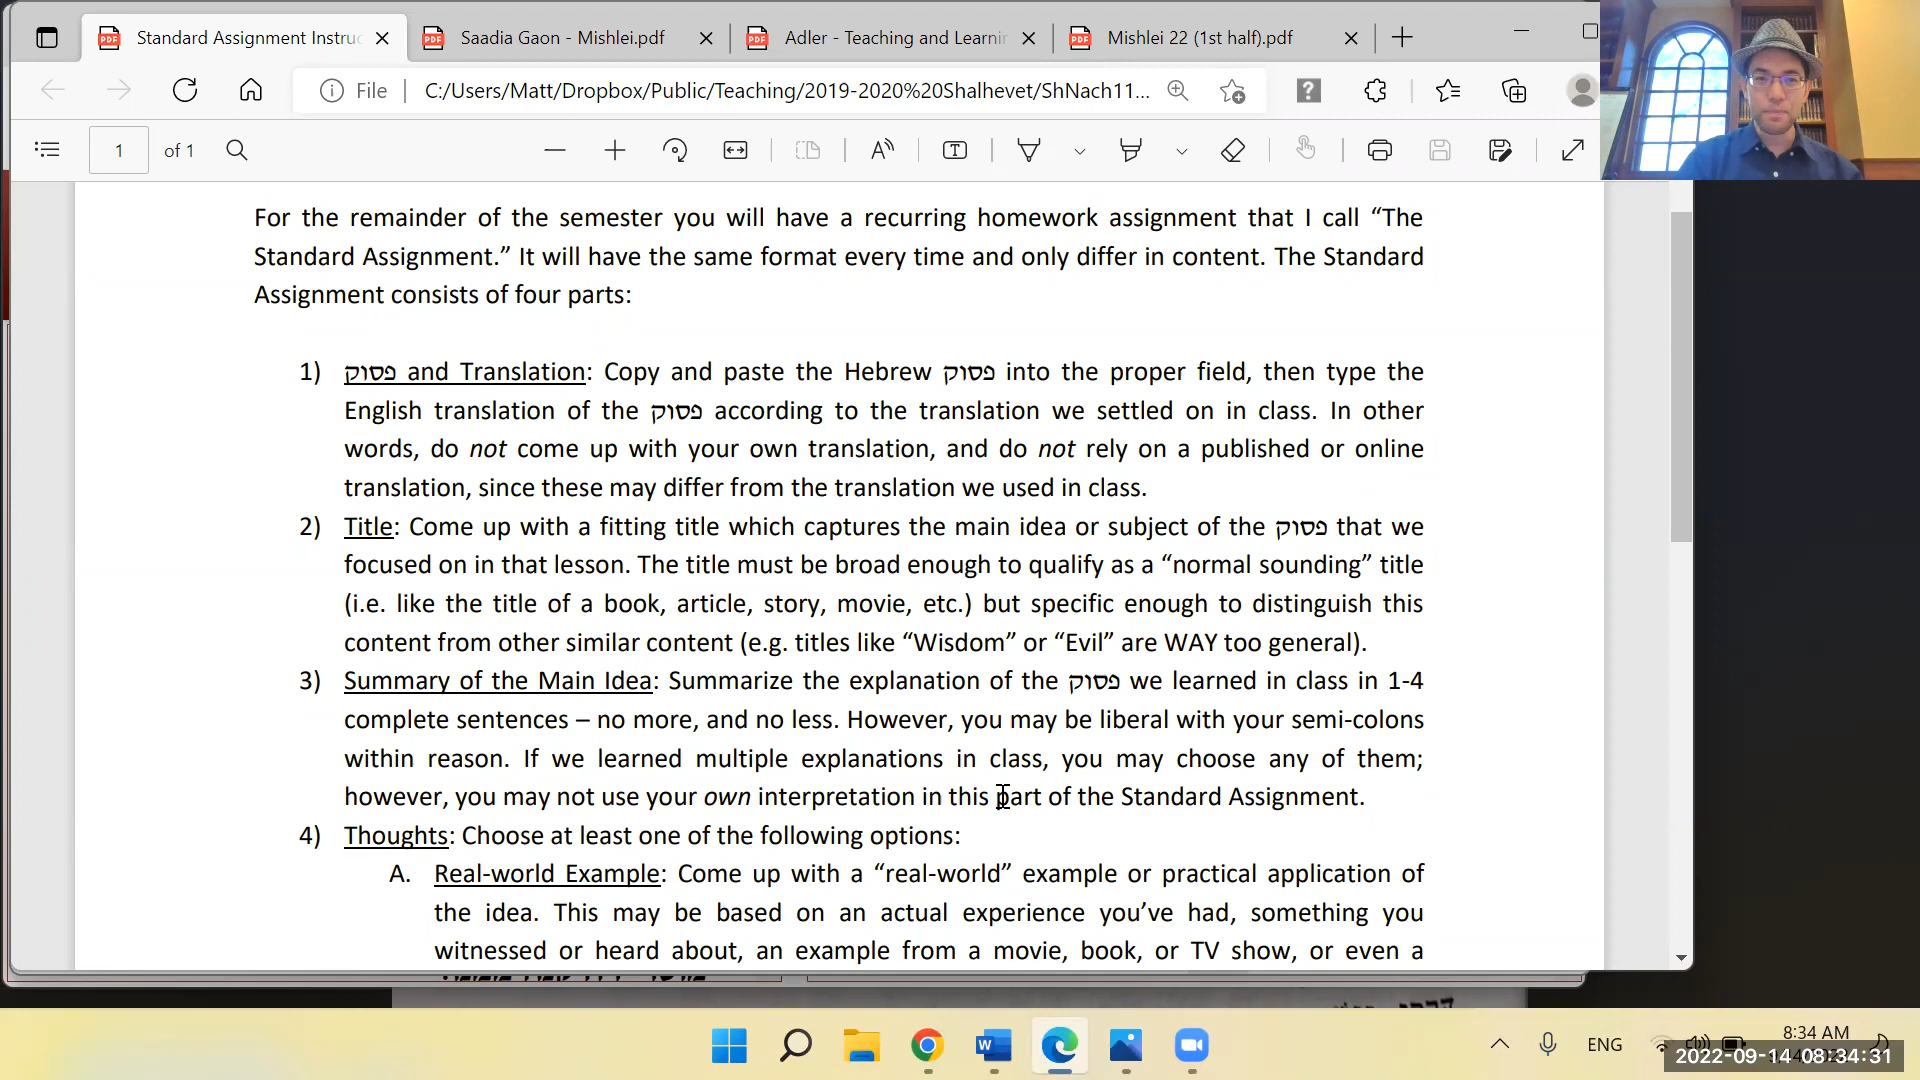 Standard Assignment Instruc
Saadia Gaon - Mishlei.pdf
Adler - Teaching and Learnin
Mishlei 22 (1st half).pdf
File
C:/Users/Matt/Dropbox/Public/Teaching/2019-2020%20Shalhevet/ShNach11...
1 of 1
For the remainder of the semester you will have a recurring homework assignment that I call “The
Standard Assignment.” It will have the same format every time and only differ in content. The Standard
Assignment consists of four parts:
1) פסוק and Translation: Copy and paste the Hebrew פסוק into the proper field, then type the
English translation of the פסוק according to the translation we settled on in class. In other
words, do not come up with your own translation, and do not rely on a published or online
translation, since these may differ from the translation we used in class.
2) Title: Come up with a fitting title which captures the main idea or subject of the פסוק that we
focused on in that lesson. The title must be broad enough to qualify as a “normal sounding” title
(i.e. like the title of a book, article, story, movie, etc.) but specific enough to distinguish this
content from other similar content (e.g. titles like “Wisdom” or “Evil” are WAY too general).
3) Summary of the Main Idea: Summarize the explanation of the פסוק we learned in class in 1-4
complete sentences – no more, and no less. However, you may be liberal with your semi-colons
within reason. If we learned multiple explanations in class, you may choose any of them;
however, you may not use your own interpretation in this part of the Standard Assignment.
4) Thoughts: Choose at least one of the following options:
A. Real-world Example: Come up with a “real-world” example or practical application of
the idea. This may be based on an actual experience you’ve had, something you
witnessed or heard about, an example from a movie, book, or TV show, or even a
ENG
8:34 AM
2022-09-14 08:34:31